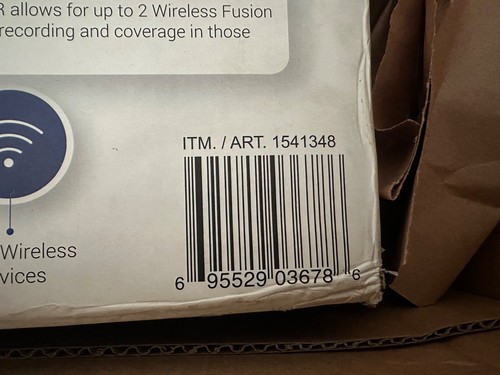 R allows for up to 2 Wireless Fusion
recording and coverage in those
ITM. / ART. 1541348
Wireless
vices
6 95529 03678 6